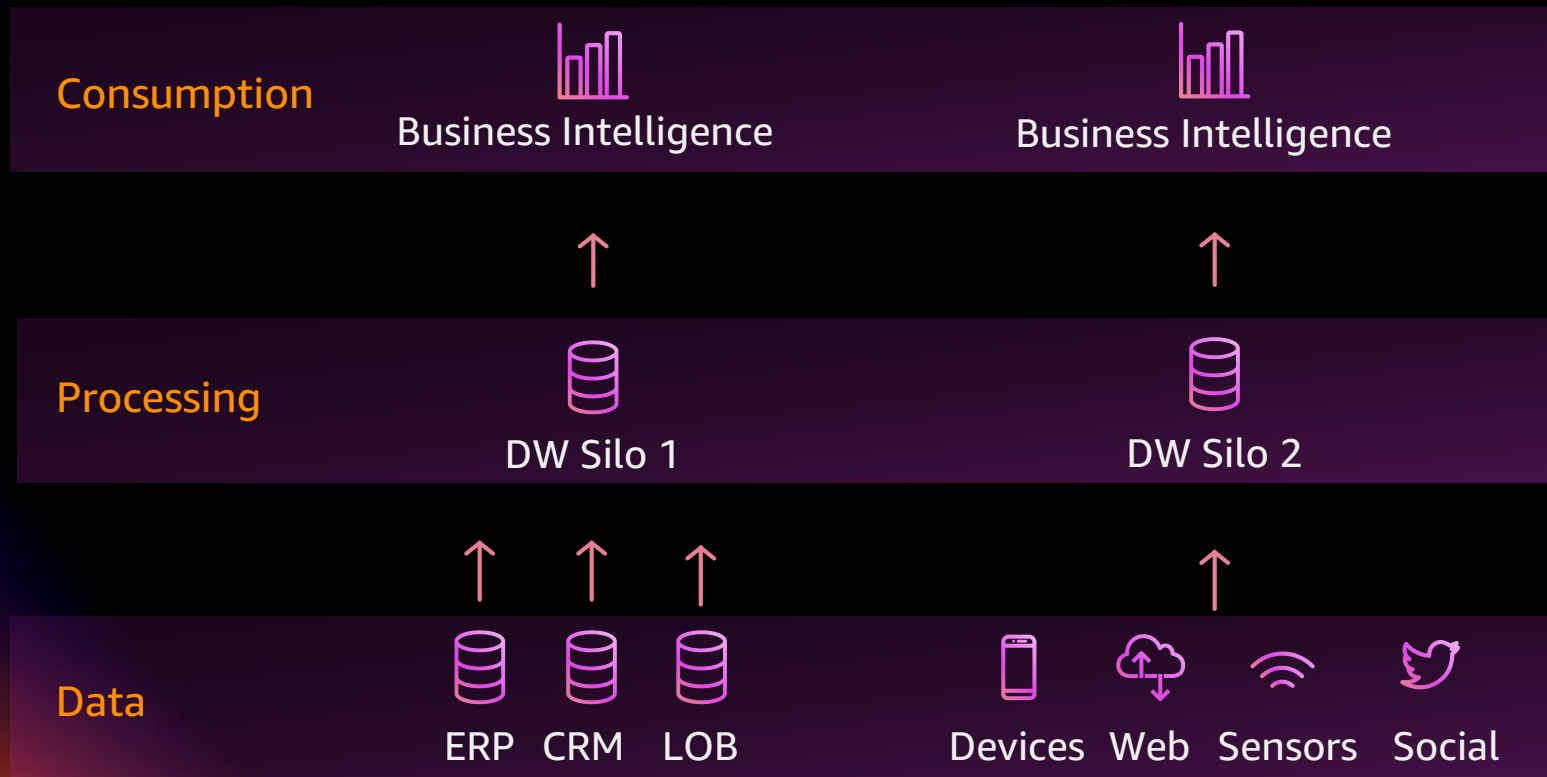 Consumption
Business Intelligence
Business Intelligence
Processing
DW Silo 1
DW Silo 2
Data
ERP
CRM
LOB
Devices
Web
Sensors
Social